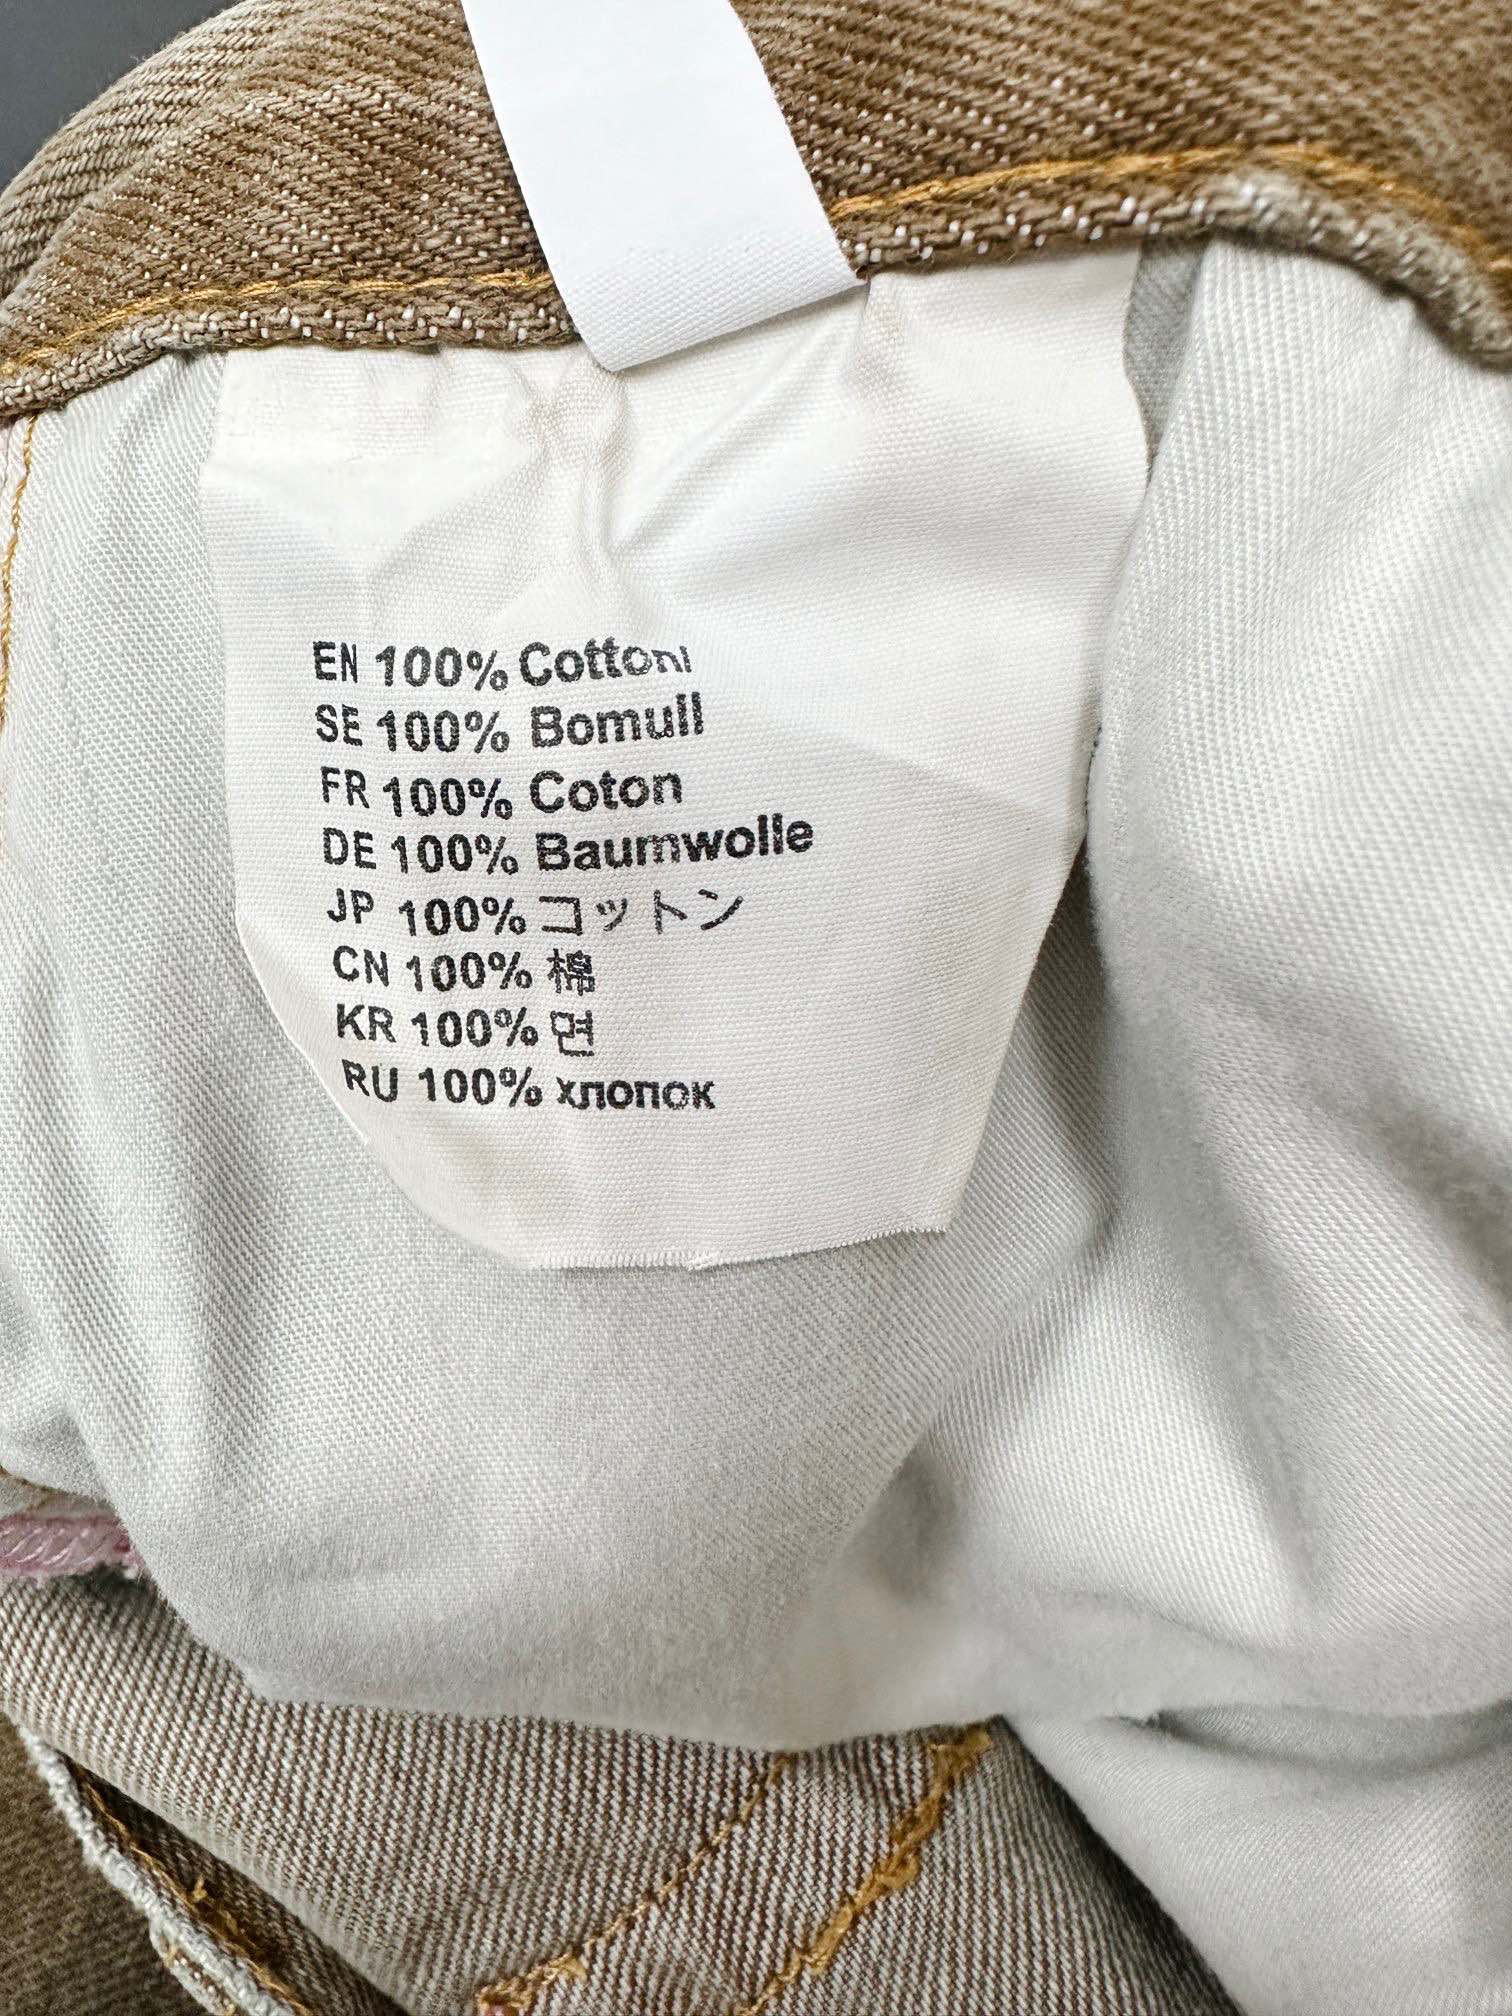 EN 100% Cotton
SE 100% Bomull
FR 100% Coton
DE 100% Baumwolle
JP 100% コットン
CN 100% 棉
KR 100% 면
RU 100% хлопок